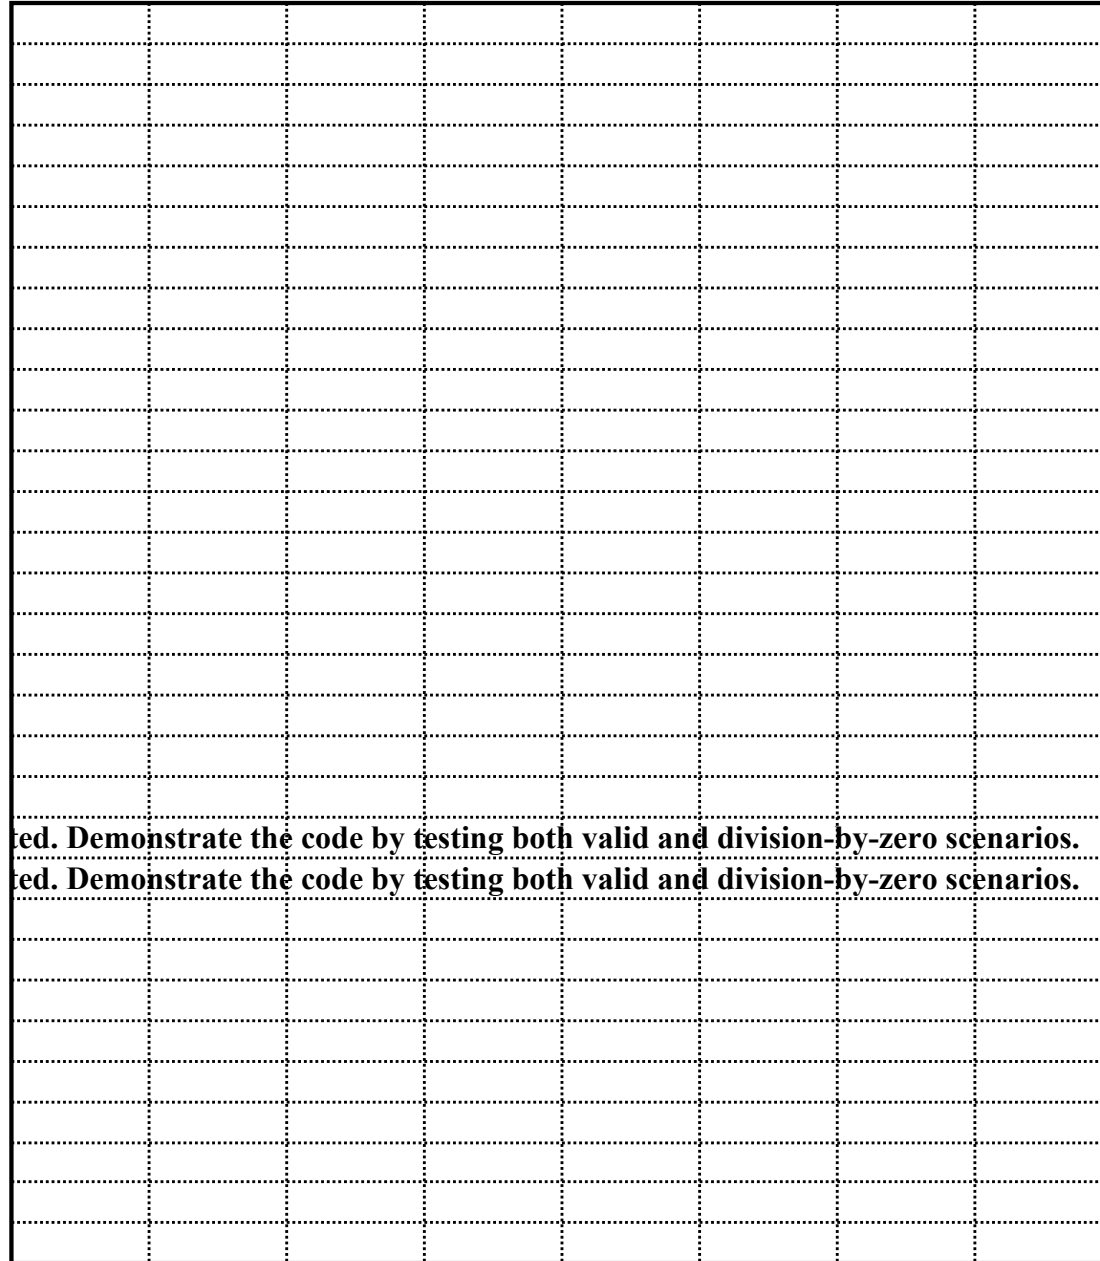 ted. Demonstrate the code by testing both valid and division-by-zero scenarios.
ted. Demonstrate the code by testing both valid and division-by-zero scenarios.